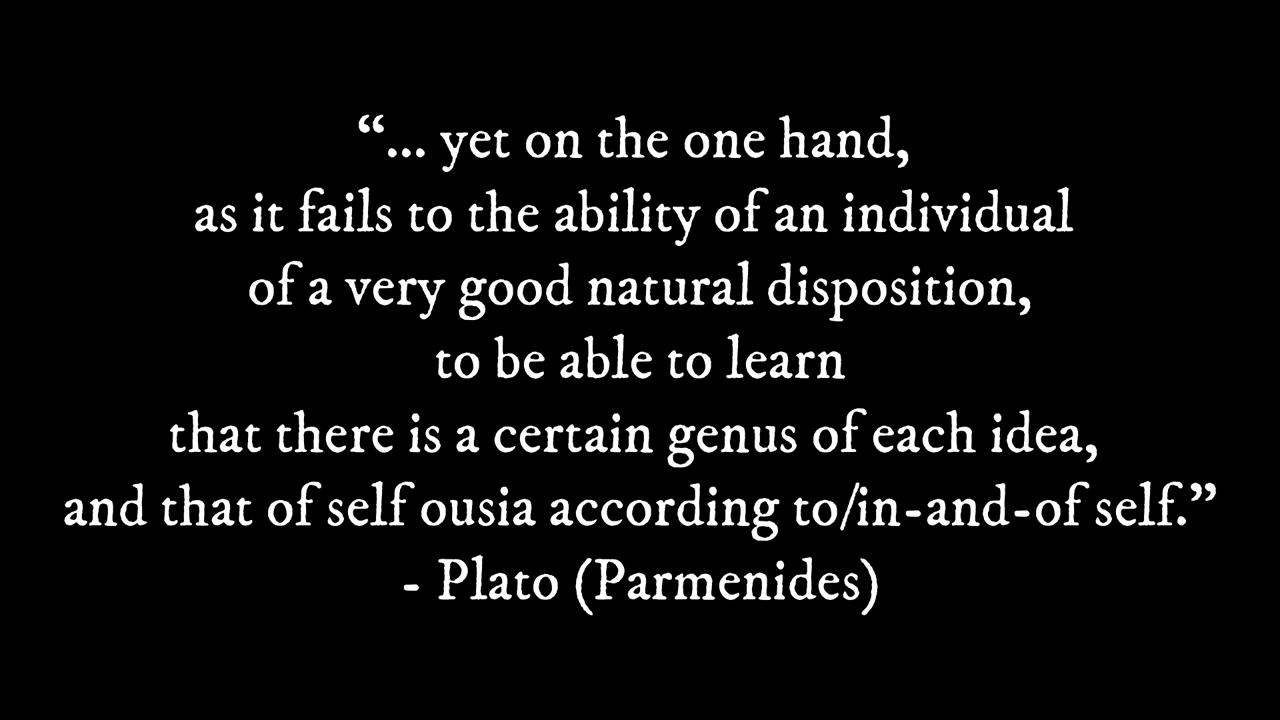 “... yet on the one hand,
as it fails to the ability of an individual
of a very good natural disposition,
to be able to learn
that there is a certain genus of each idea,
and that of self ousia according to/in-and-of self.”
- Plato (Parmenides)